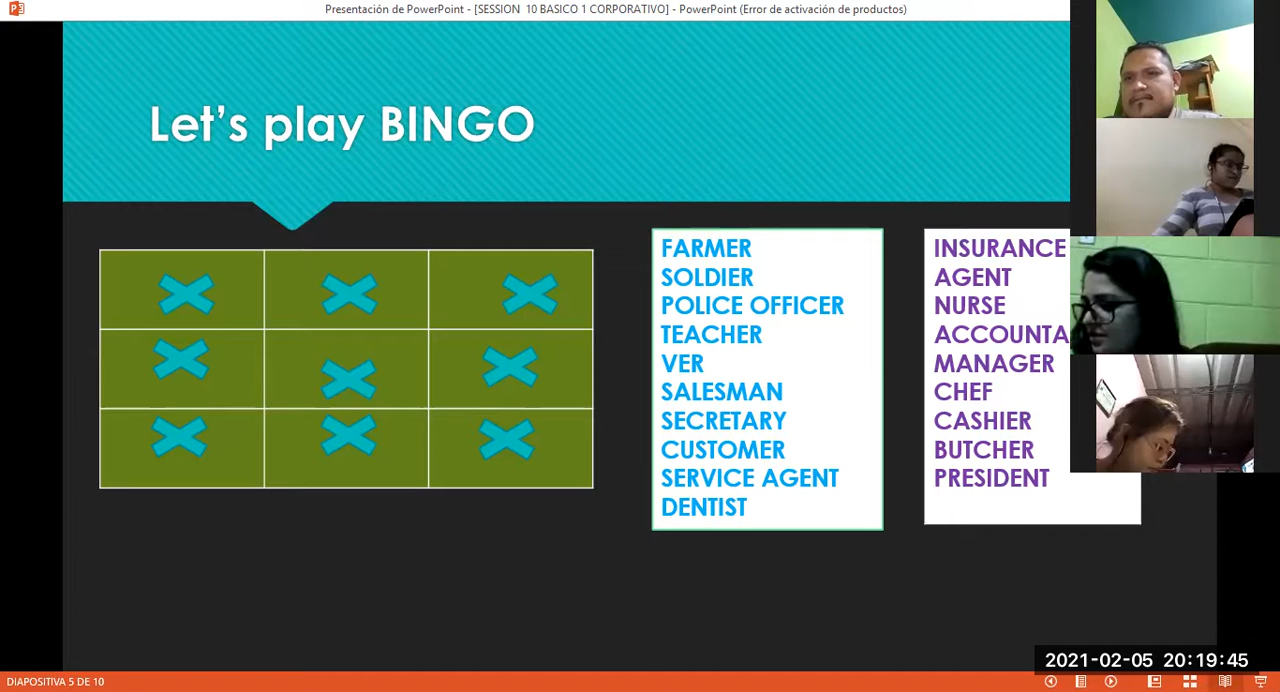 Presentación de PowerPoint - [SESSION 10 BASICO 1 CORPORATIVO] - PowerPoint (Error de activación de productos)
Let's play BINGO
FARMER
SOLDIER
POLICE OFFICER
TEACHER
VER
SALESMAN
SECRETARY
CUSTOMER
SERVICE AGENT
DENTIST
INSURANCE
AGENT
NURSE
ACCOUNTA
MANAGER
CHEF
CASHIER
BUTCHER
PRESIDENT
2021-02-05 20:19:45
DIAPOSITIVA 5 DE 10